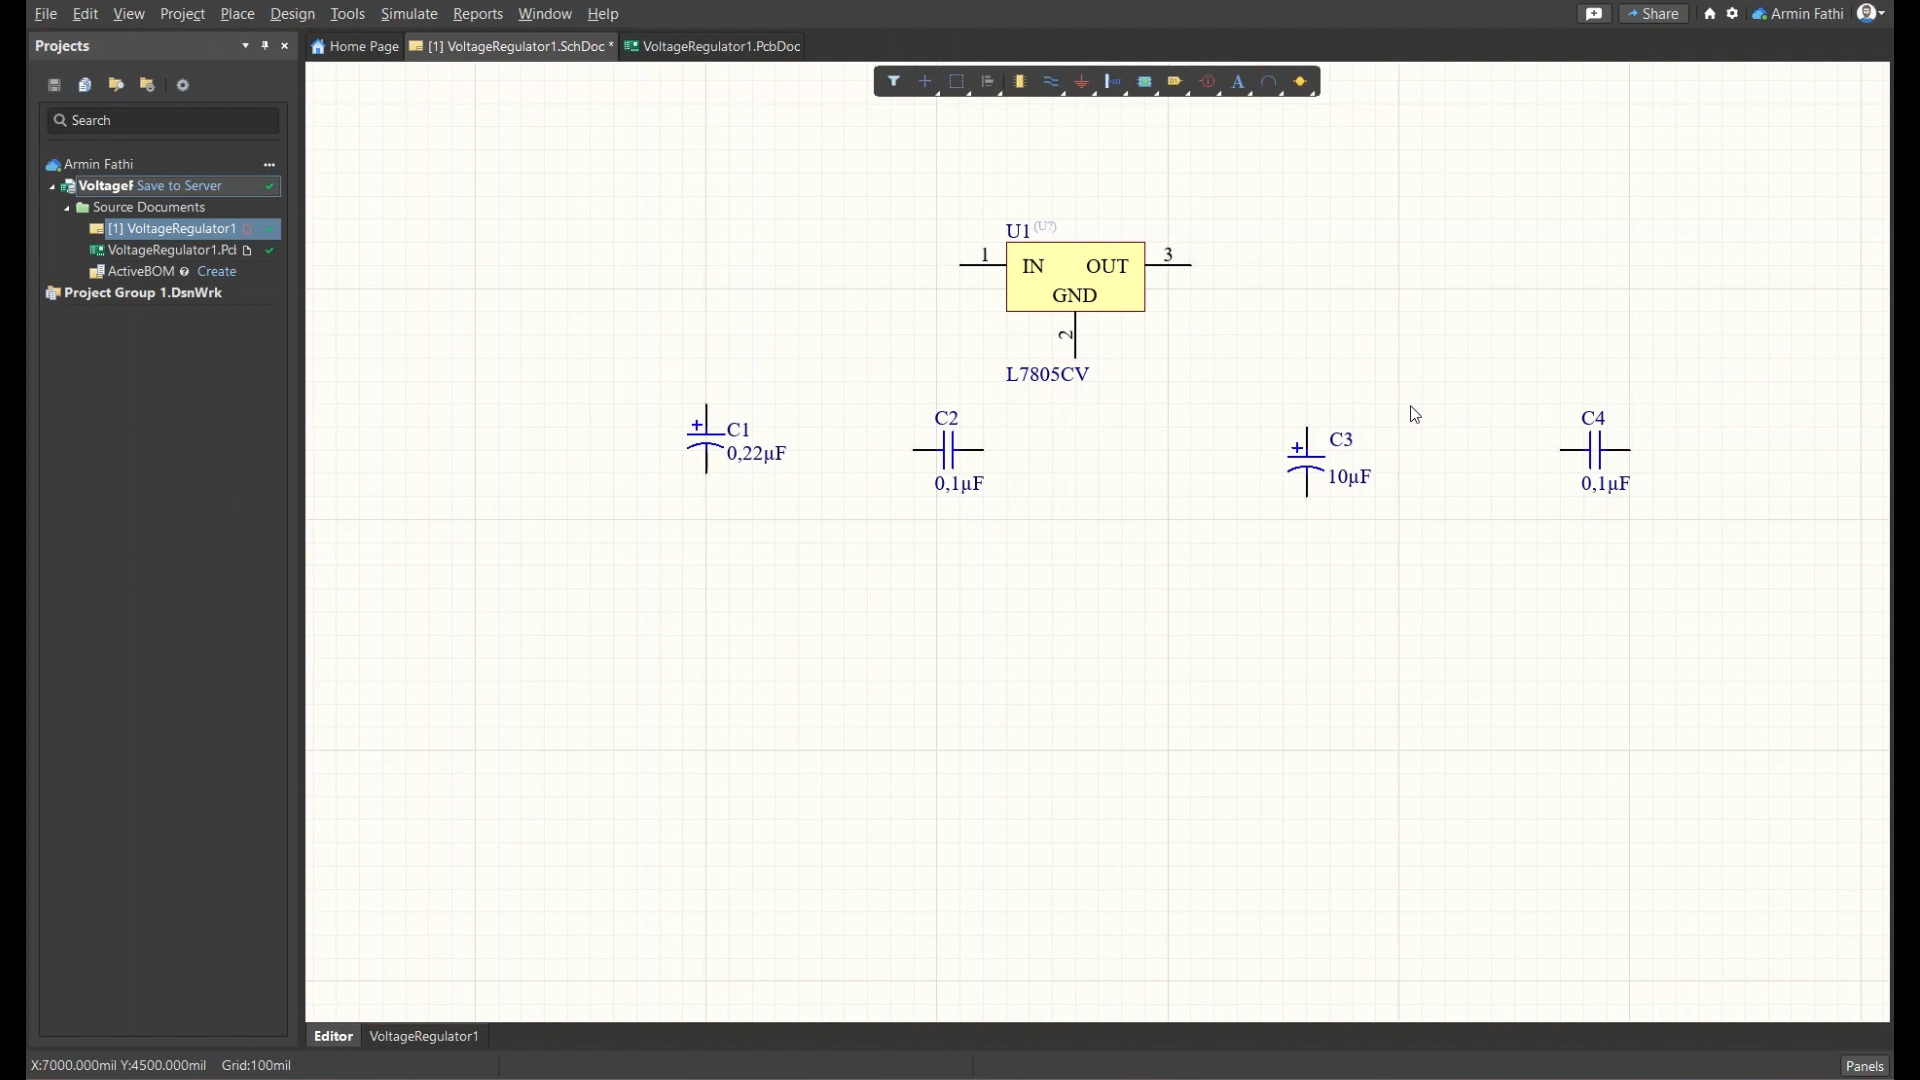 File Edit View Project Place Design Tools Simulate Reports Window Help
Share
Armin Fathi
Projects
Home Page
[1] VoltageRegulator1.SchDoc *
VoltageRegulator1.PcbDoc
Search
Armin Fathi
VoltageF Save to Server
Source Documents
[1] VoltageRegulator1
VoltageRegulator1.Pcl
ActiveBOM Create
Project Group 1.DsnWrk
U1 (U?)
1
IN OUT
3
GND
2
L7805CV
C1
0,22µF
C2
0,1µF
C3
10µF
C4
0,1µF
Editor VoltageRegulator1
X:7000.000mil Y:4500.000mil Grid:100mil
Panels